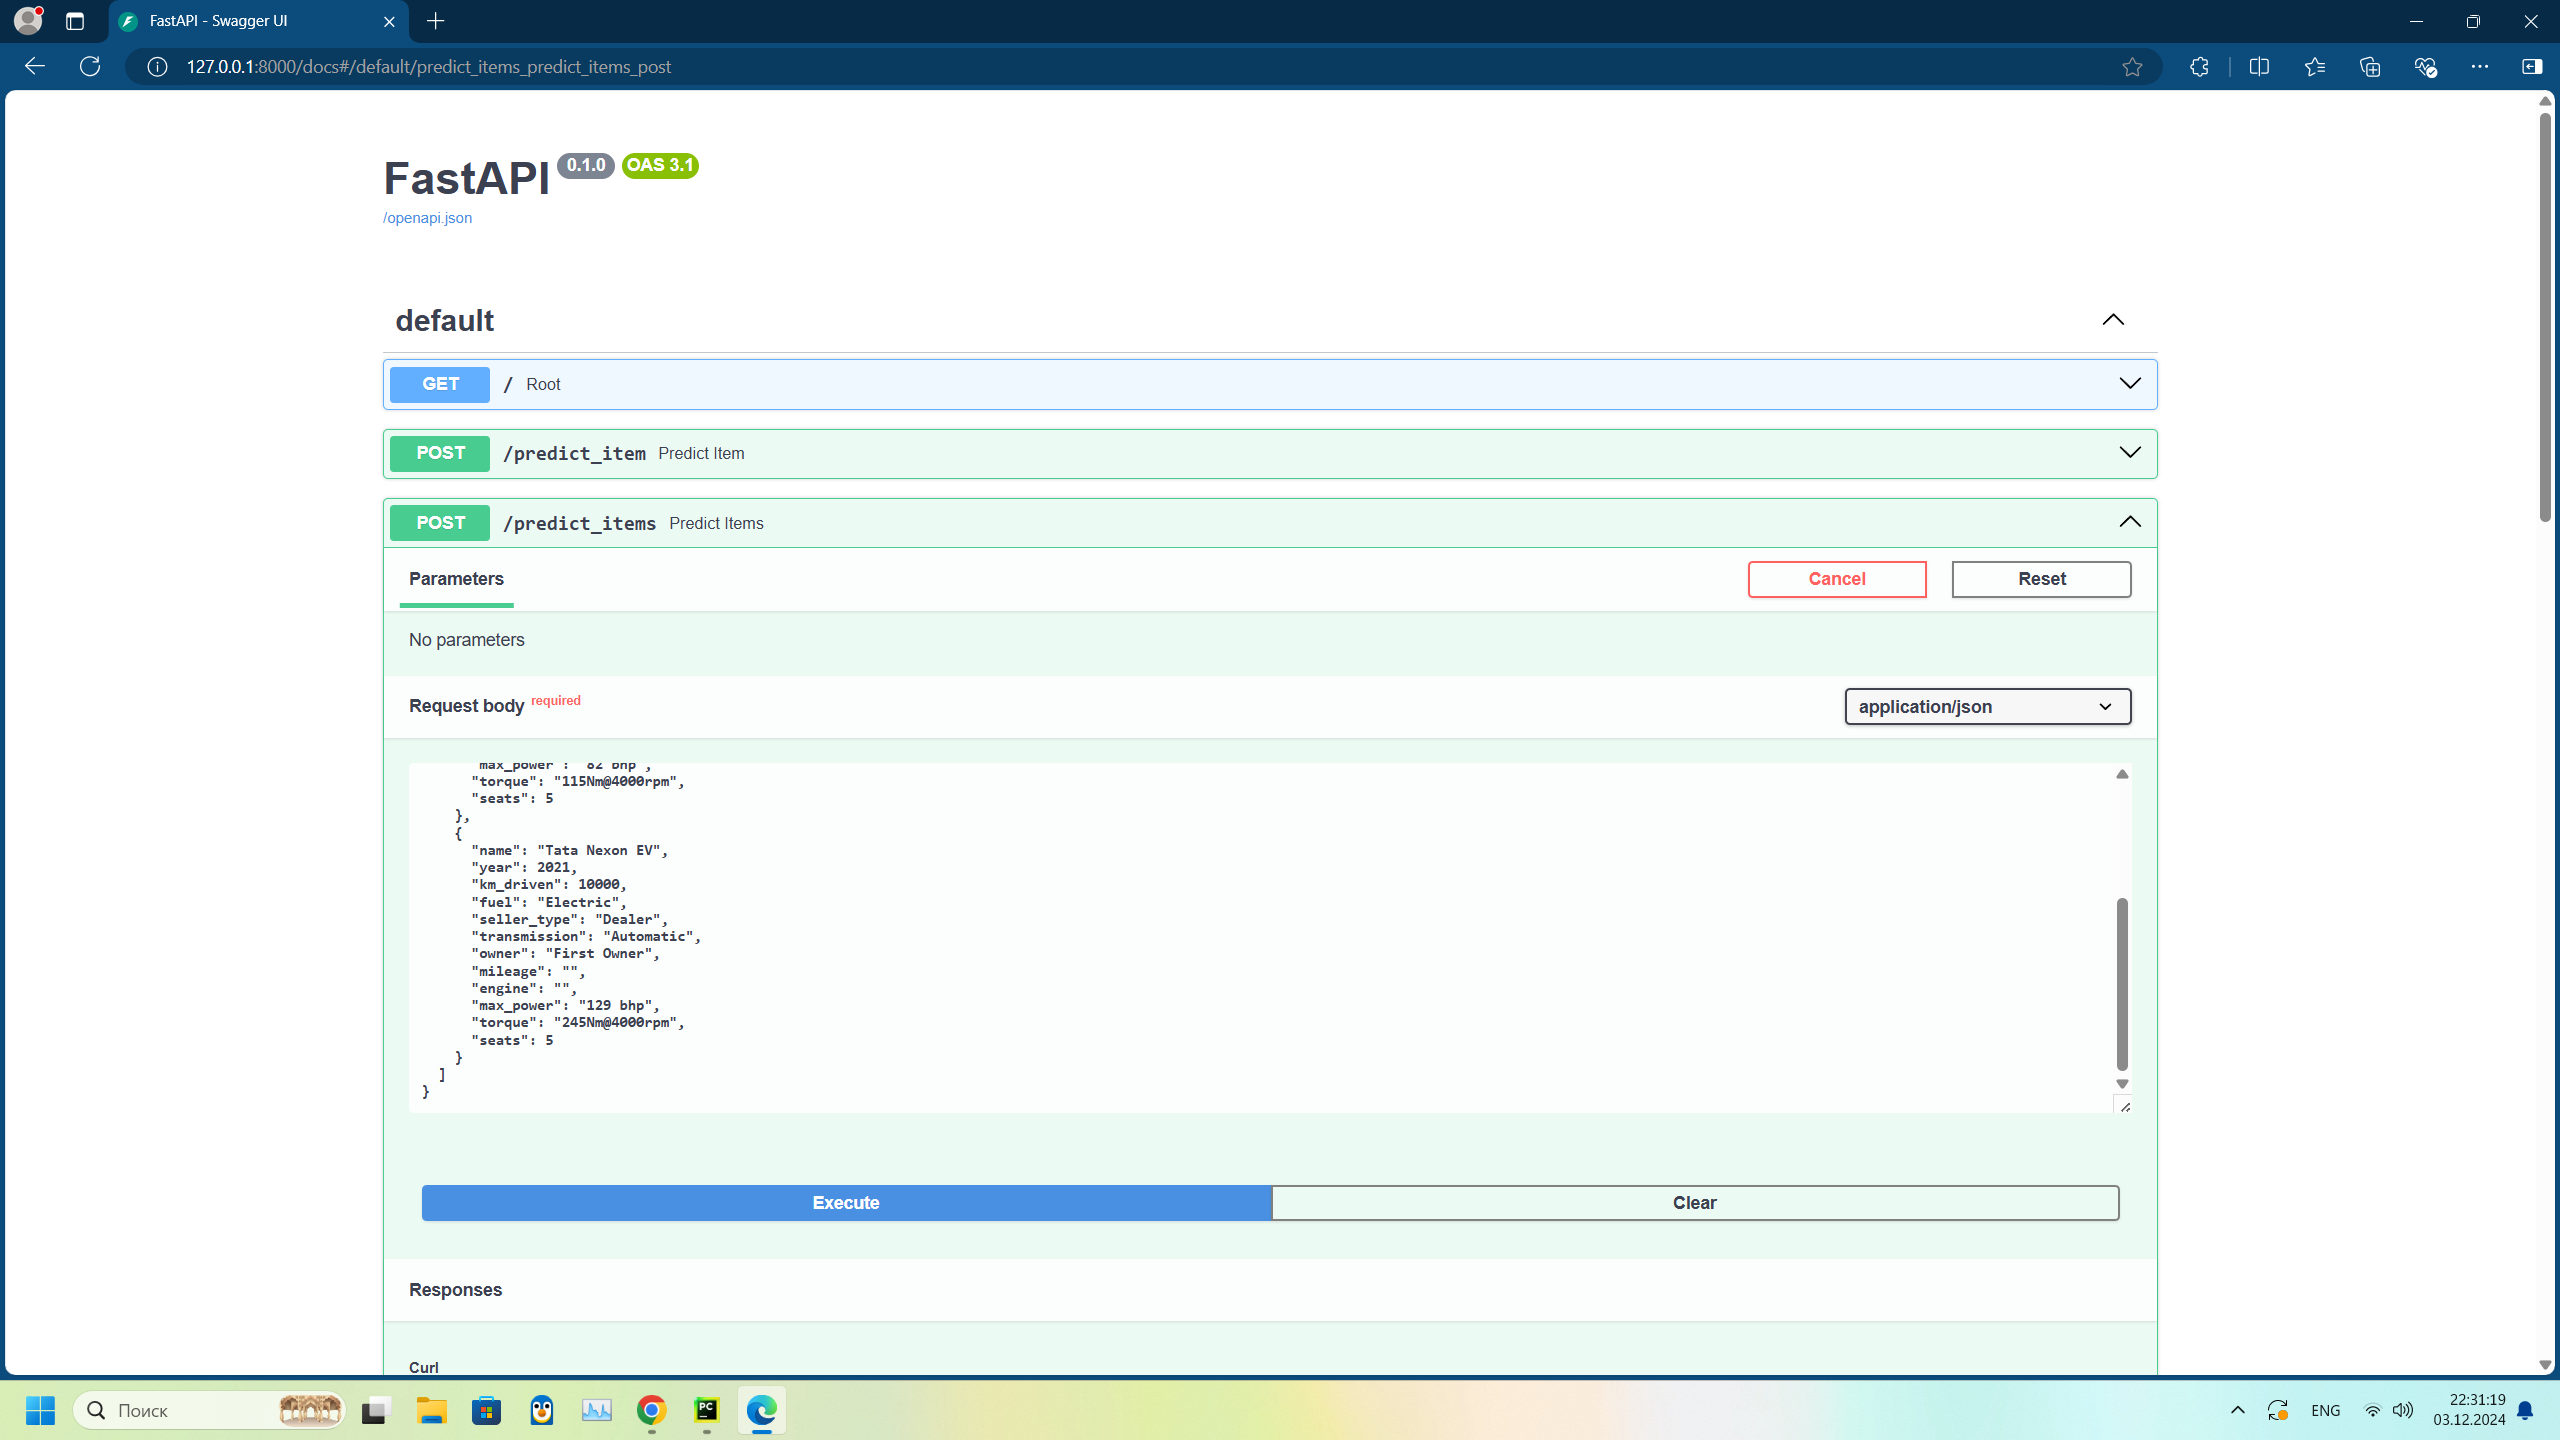 FastAPI - Swagger UI
127.0.0.1:8000/docs#/default/predict_items_predict_items_post
FastAPI 0.1.0 OAS 3.1
/openapi.json
default
GET / Root
POST /predict_item Predict Item
POST /predict_items Predict Items
Parameters
Cancel
Reset
No parameters
Request body required
application/json
"max_power": "82 bhp",
"torque": "115Nm@4000rpm",
"seats": 5
},
{
"name": "Tata Nexon EV",
"year": 2021,
"km_driven": 10000,
"fuel": "Electric",
"seller_type": "Dealer",
"transmission": "Automatic",
"owner": "First Owner",
"mileage": "",
"engine": "",
"max_power": "129 bhp",
"torque": "245Nm@4000rpm",
"seats": 5
}
]
}
Execute
Clear
Responses
Curl
Поиск
PC
ENG
22:31:19
03.12.2024